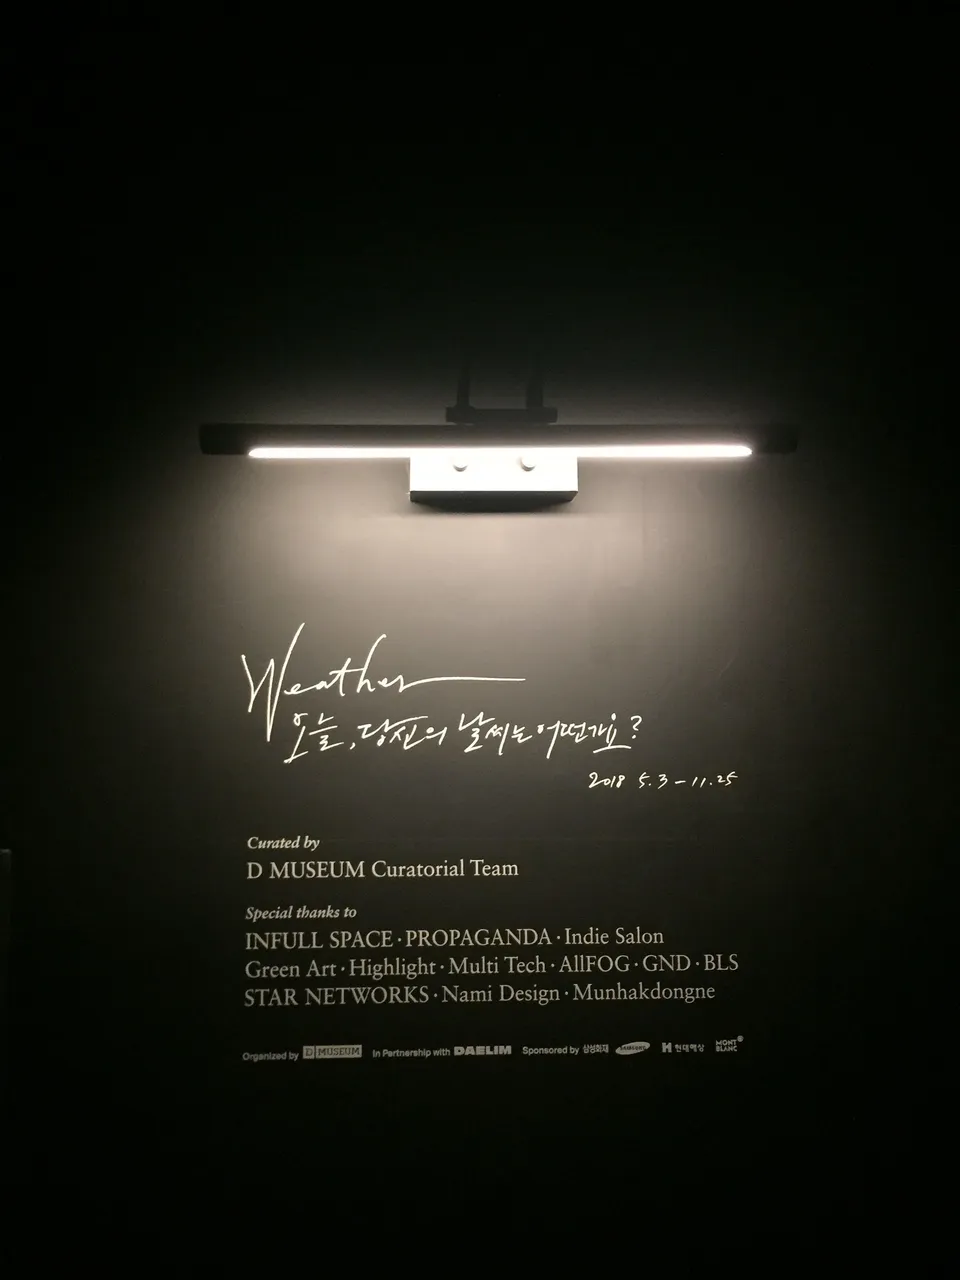 Weather
오늘, 당신의 날씨는 어떤가요?
2018 5.3 - 11.25
Curated by
D MUSEUM Curatorial Team
Special thanks to
INFULL SPACE · PROPAGANDA · Indie Salon
Green Art · Highlight · Multi Tech · AllFOG · GND · BLS
STAR NETWORKS · Nami Design · Munhakdongne
Organized by D MUSEUM In Partnership with DAELIM Sponsored by 삼성화재 SAMSUNG H 현대해상 MONT BLANC